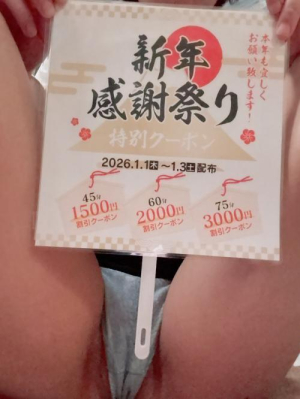 本年も宜しく
お願い致します!
新年
感謝祭り
特別クーポン
2026.1.1木~1.3土配布
45分
1500円
割引クーポン
60分
2000円
割引クーポン
75分
3000円
割引クーポン